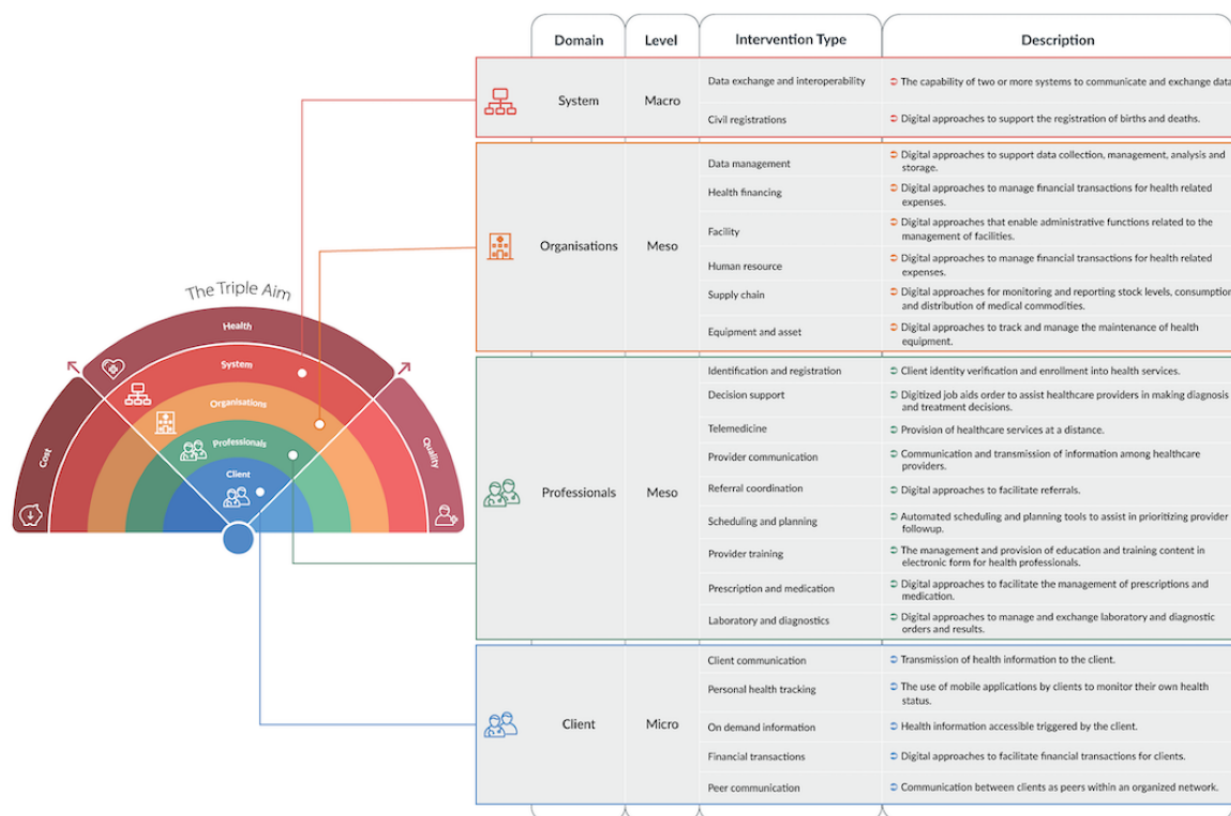 The Triple Aim
Health
Cost
Quality
System
Organisations
Professionals
Client
Domain Level Intervention Type Description
System Macro
Data exchange and interoperability The capability of two or more systems to communicate and exchange data
Civil registrations Digital approaches to support the registration of births and deaths.
Organisations Meso
Data management Digital approaches to support data collection, management, analysis and
storage.
Health financing Digital approaches to manage financial transactions for health related
expenses.
Facility Digital approaches that enable administrative functions related to the
management of facilities.
Human resource Digital approaches to manage financial transactions for health related
expenses.
Supply chain Digital approaches for monitoring and reporting stock levels, consumption
and distribution of medical commodities.
Equipment and asset Digital approaches to track and manage the maintenance of health
equipment.
Professionals Meso
Identification and registration Client identity verification and enrollment into health services.
Decision support Digitized job aids order to assist healthcare providers in making diagnosis
and treatment decisions.
Telemedicine Provision of healthcare services at a distance.
Provider communication Communication and transmission of information among healthcare
providers.
Referral coordination Digital approaches to facilitate referrals.
Scheduling and planning Automated scheduling and planning tools to assist in prioritizing provider
followup.
Provider training The management and provision of education and training content in
electronic form for health professionals.
Prescription and medication Digital approaches to facilitate the management of prescriptions and
medication.
Laboratory and diagnostics Digital approaches to manage and exchange laboratory and diagnostic
orders and results.
Client Micro
Client communication Transmission of health information to the client.
Personal health tracking The use of mobile applications by clients to monitor their own health
status.
On demand information Health information accessible triggered by the client.
Financial transactions Digital approaches to facilitate financial transactions for clients.
Peer communication Communication between clients as peers within an organized network.